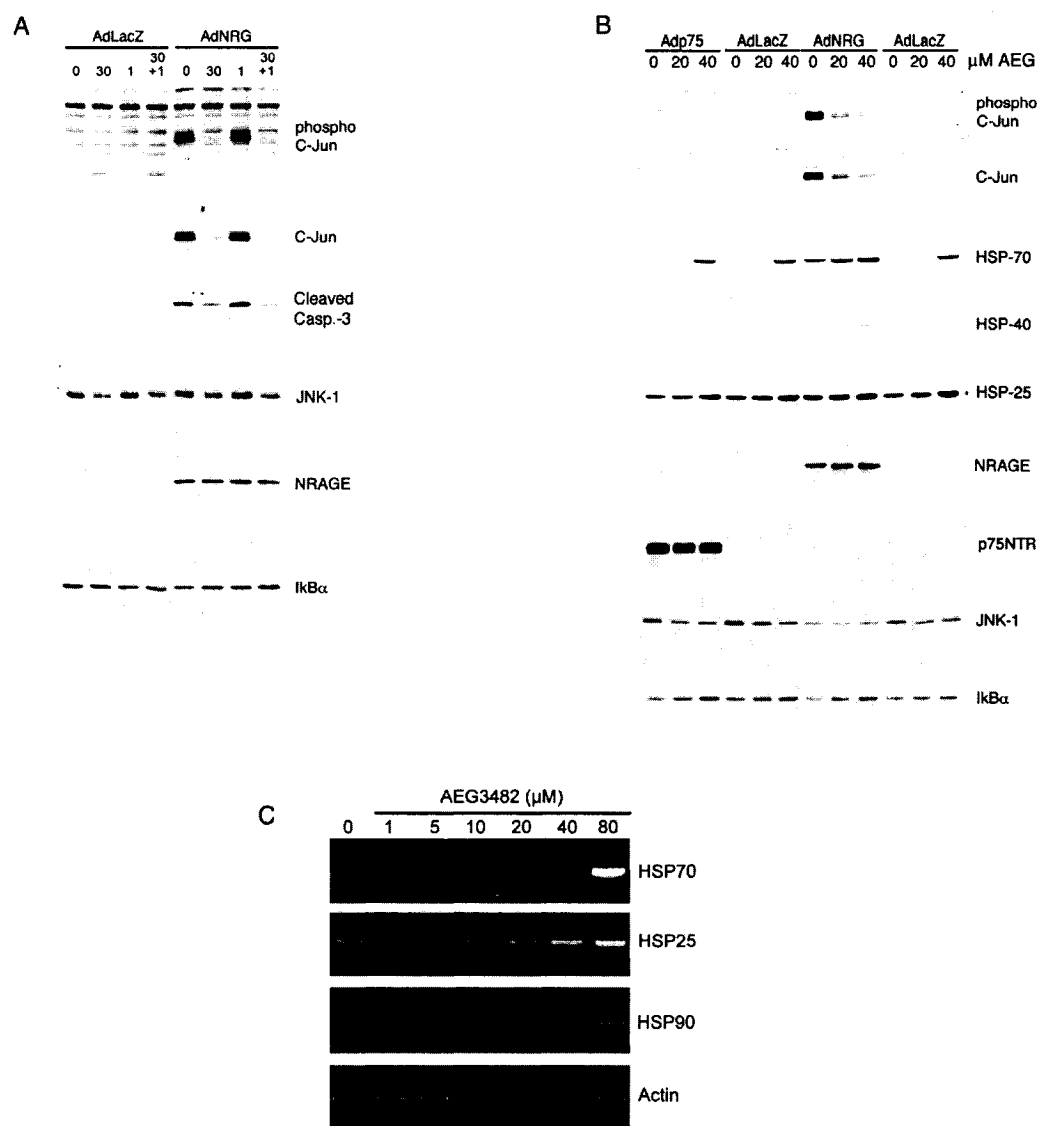 A
AdLacZ AdNRG
0 30 1 30 +1 0 30 1 30 +1
phospho
C-Jun
C-Jun
Cleaved
Casp.-3
JNK-1
NRAGE
IkBα
B
Adp75 AdLacZ AdNRG AdLacZ
0 20 40 0 20 40 0 20 40 0 20 40 μM AEG
phospho
C-Jun
C-Jun
HSP-70
HSP-40
HSP-25
NRAGE
p75NTR
JNK-1
IkBα
C
AEG3482 (μM)
0 1 5 10 20 40 80
HSP70
HSP25
HSP90
Actin